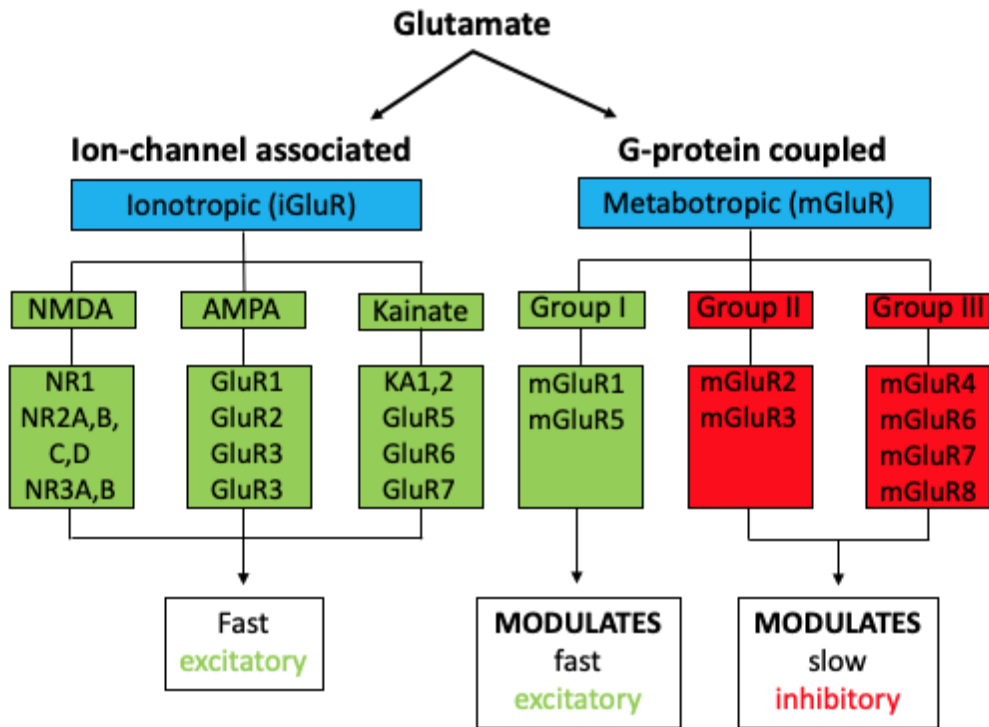 Glutamate
Ion-channel associated
G-protein coupled
Ionotropic (iGluR)
Metabotropic (mGluR)
NMDA
AMPA
Kainate
Group I
Group II
Group III
NR1
NR2A,B,
C,D
NR3A,B
GluR1
GluR2
GluR3
GluR3
KA1,2
GluR5
GluR6
GluR7
mGluR1
mGluR5
mGluR2
mGluR3
mGluR4
mGluR6
mGluR7
mGluR8
Fast
excitatory
MODULATES
fast
excitatory
MODULATES
slow
inhibitory